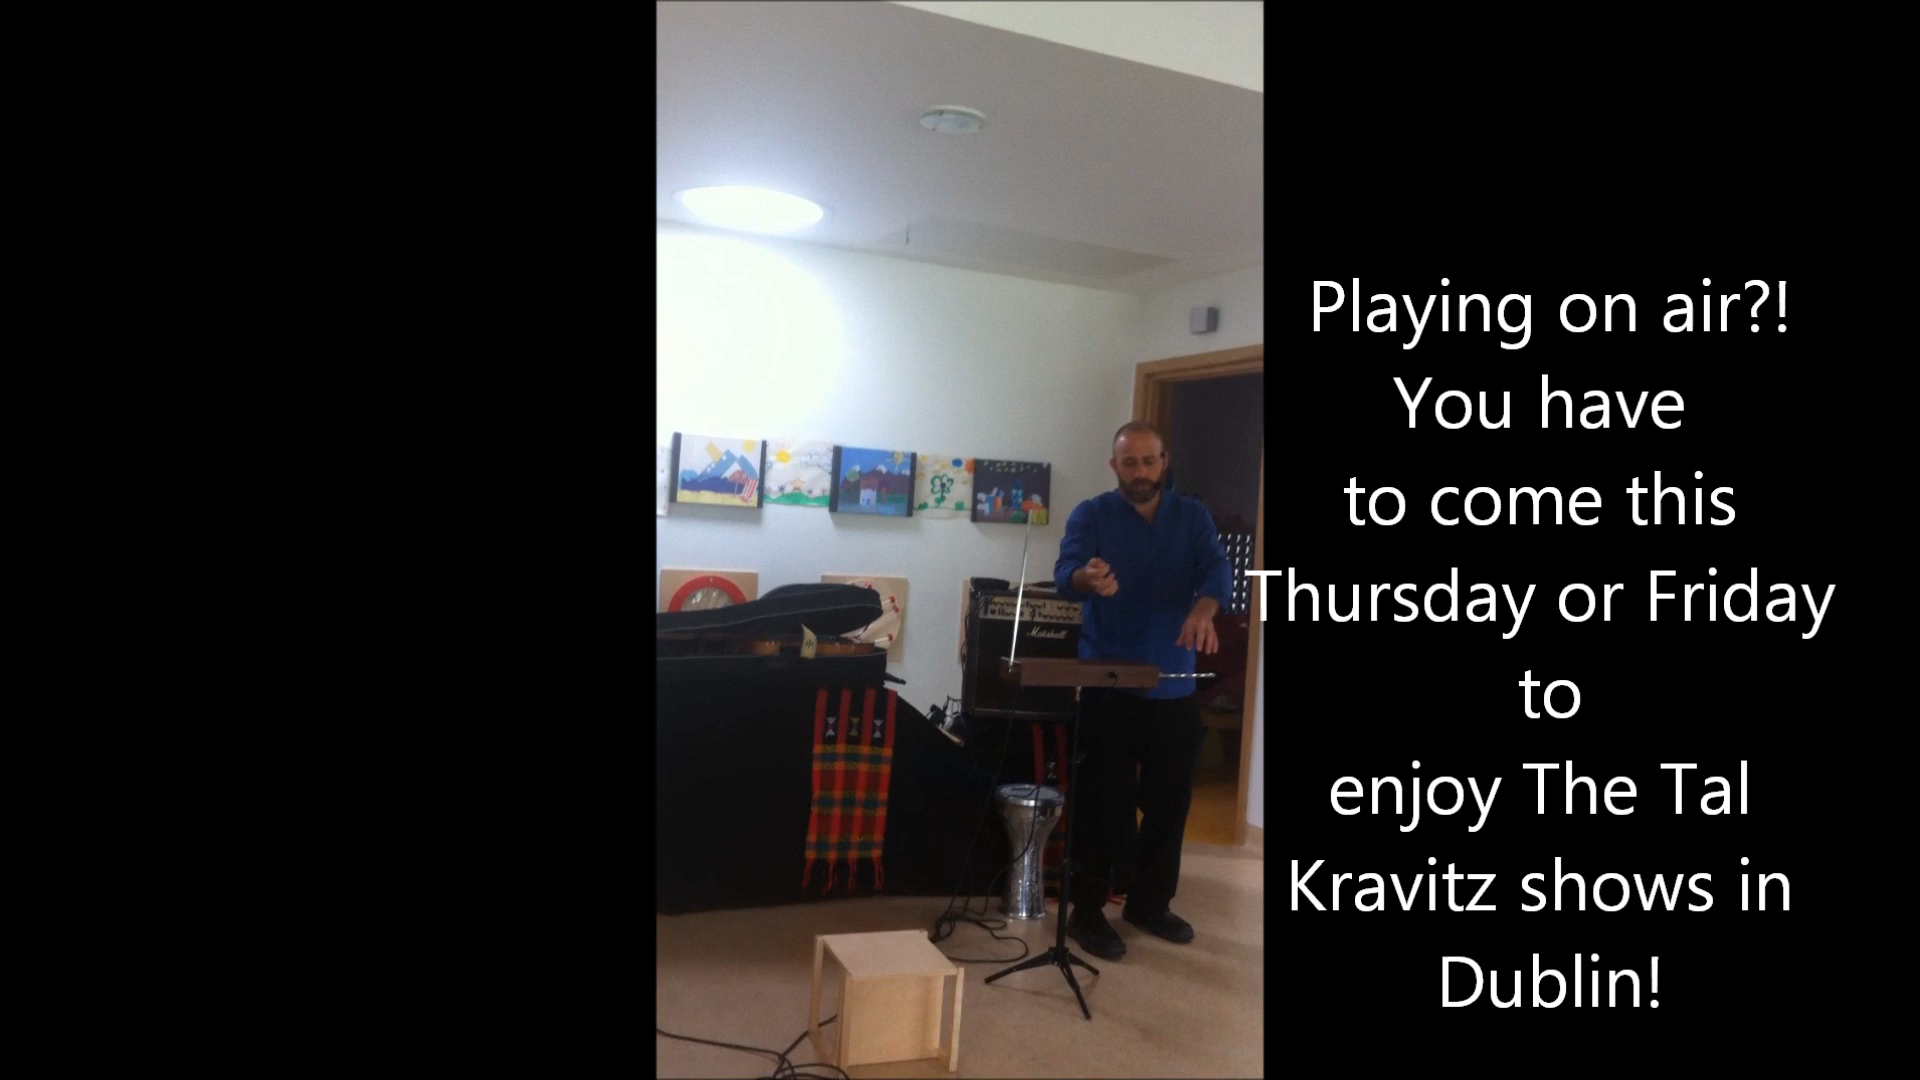 Playing on air?!
You have
to come this
Thursday or Friday
to
enjoy The Tal
Kravitz shows in
Dublin!
Marshall